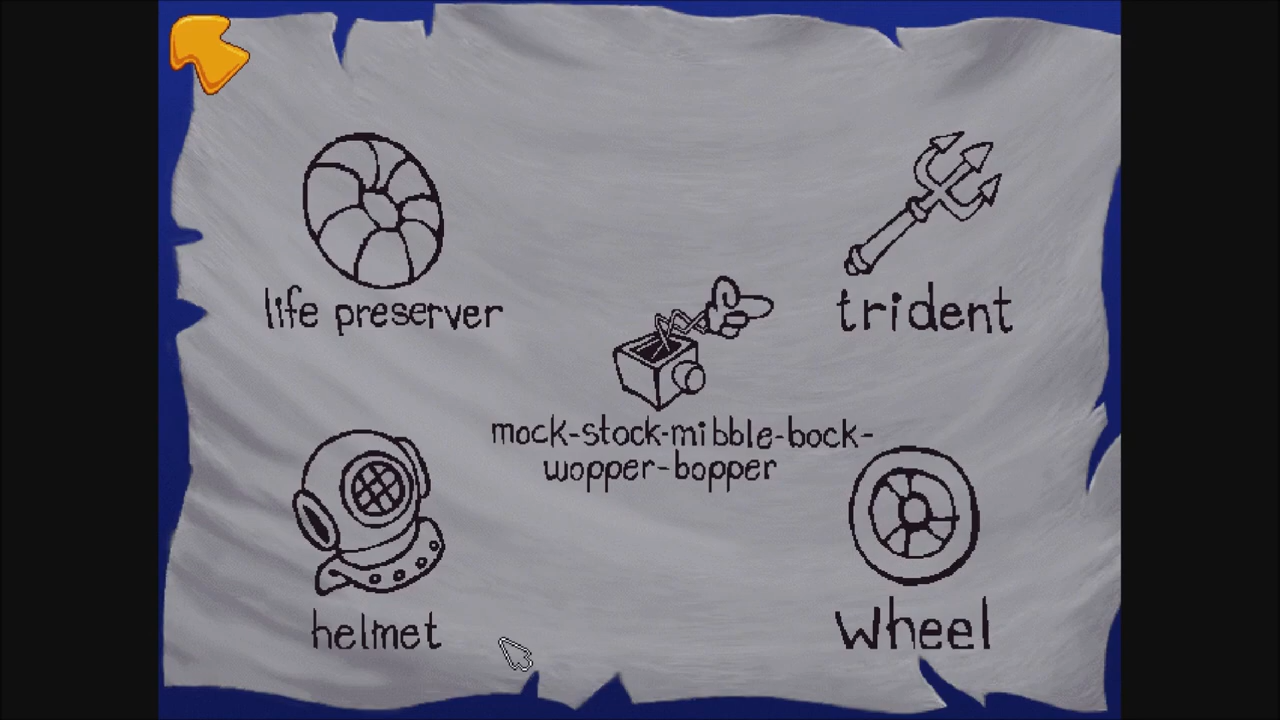 life preserver
trident
mock-stock-mibble-bock-
wopper-bopper
helmet
wheel